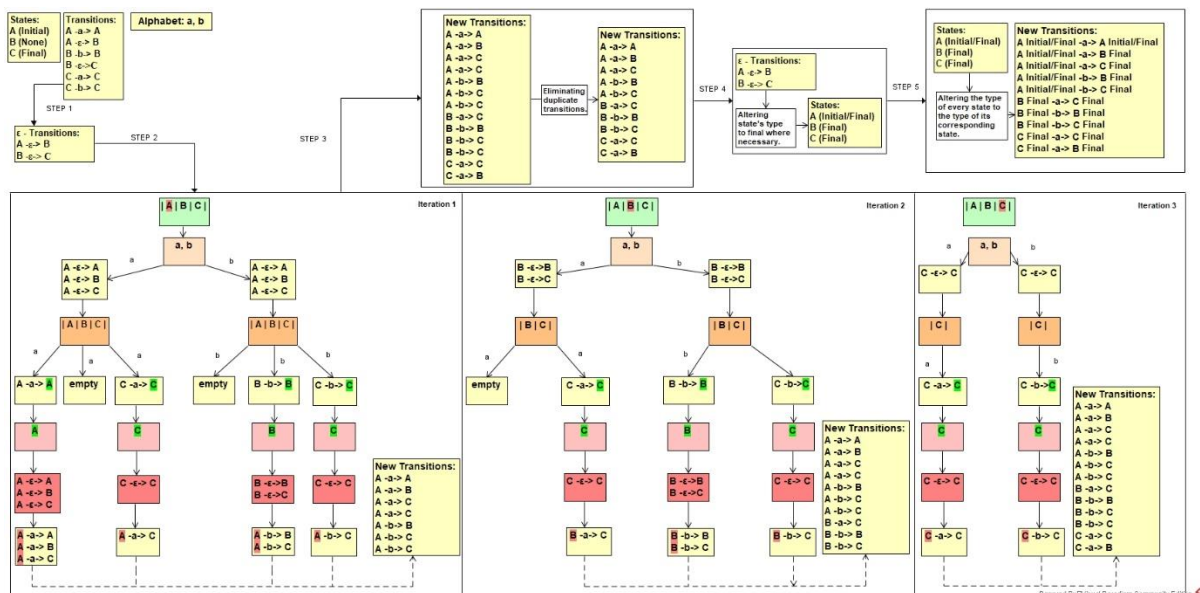 States:
A (Initial)
B (None)
C (Final)
Transitions:
A -a-> A
A -ε-> B
B -b-> B
B -ε->C
C -a-> C
C -b-> C
Alphabet: a, b
STEP 1
ε - Transitions:
A -ε-> B
B -ε-> C
STEP 2
STEP 3
New Transitions:
A -a-> A
A -a-> B
A -a-> C
A -a-> C
A -b-> B
A -b-> C
A -b-> C
B -a-> C
B -b-> B
B -b-> C
B -b-> C
C -a-> C
C -a-> B
Eliminating
duplicate
transitions.
New Transitions:
A -a-> A
A -a-> B
A -a-> C
A -b-> B
A -b-> C
B -a-> C
B -b-> B
B -b-> C
C -a-> C
C -a-> B
STEP 4
ε - Transitions:
A -ε-> B
B -ε-> C
Altering
state's type
to final where
necessary.
States:
A (Initial/Final)
B (Final)
C (Final)
STEP 5
States:
A (Initial/Final)
B (Final)
C (Final)
Altering the type
of every state to
the type of its
corresponding
state.
New Transitions:
A Initial/Final -a-> A Initial/Final
A Initial/Final -a-> B Final
A Initial/Final -a-> C Final
A Initial/Final -b-> B Final
A Initial/Final -b-> C Final
B Final -a-> C Final
B Final -b-> B Final
B Final -b-> C Final
C Final -a-> C Final
C Final -a-> B Final
Iteration 1
| A | B | C |
a, b
a
b
A -ε-> A
A -ε-> B
A -ε-> C
A -ε-> A
A -ε-> B
A -ε-> C
| A | B | C |
| A | B | C |
a
a
a
b
b
b
A -a-> A
empty
C -a-> C
empty
B -b-> B
C -b-> C
A
C
B
C
A -ε-> A
A -ε-> B
A -ε-> C
C -ε-> C
B -ε->B
B -ε->C
C -ε-> C
A -a-> A
A -a-> B
A -a-> C
A -a-> C
A -b-> B
A -b-> C
A -b-> C
New Transitions:
A -a-> A
A -a-> B
A -a-> C
A -a-> C
A -b-> B
A -b-> C
A -b-> C
Iteration 2
| A | B | C |
a, b
a
b
B -ε->B
B -ε->C
B -ε->B
B -ε->C
| B | C |
| B | C |
a
a
b
b
empty
C -a-> C
B -b-> B
C -b-> C
C
B
C
C -ε-> C
B -ε->B
B -ε->C
C -ε-> C
B -a-> C
B -b-> B
B -b-> C
B -b-> C
New Transitions:
A -a-> A
A -a-> B
A -a-> C
A -a-> C
A -b-> B
A -b-> C
A -b-> C
B -a-> C
B -b-> B
B -b-> C
B -b-> C
Iteration 3
| A | B | C |
a, b
a
b
C -ε-> C
C -ε-> C
| C |
| C |
a
b
C -a-> C
C -b-> C
C
C
C -ε-> C
C -ε-> C
C -a-> C
C -b-> C
New Transitions:
A -a-> A
A -a-> B
A -a-> C
A -a-> C
A -b-> B
A -b-> C
A -b-> C
B -a-> C
B -b-> B
B -b-> C
B -b-> C
C -a-> C
C -a-> B